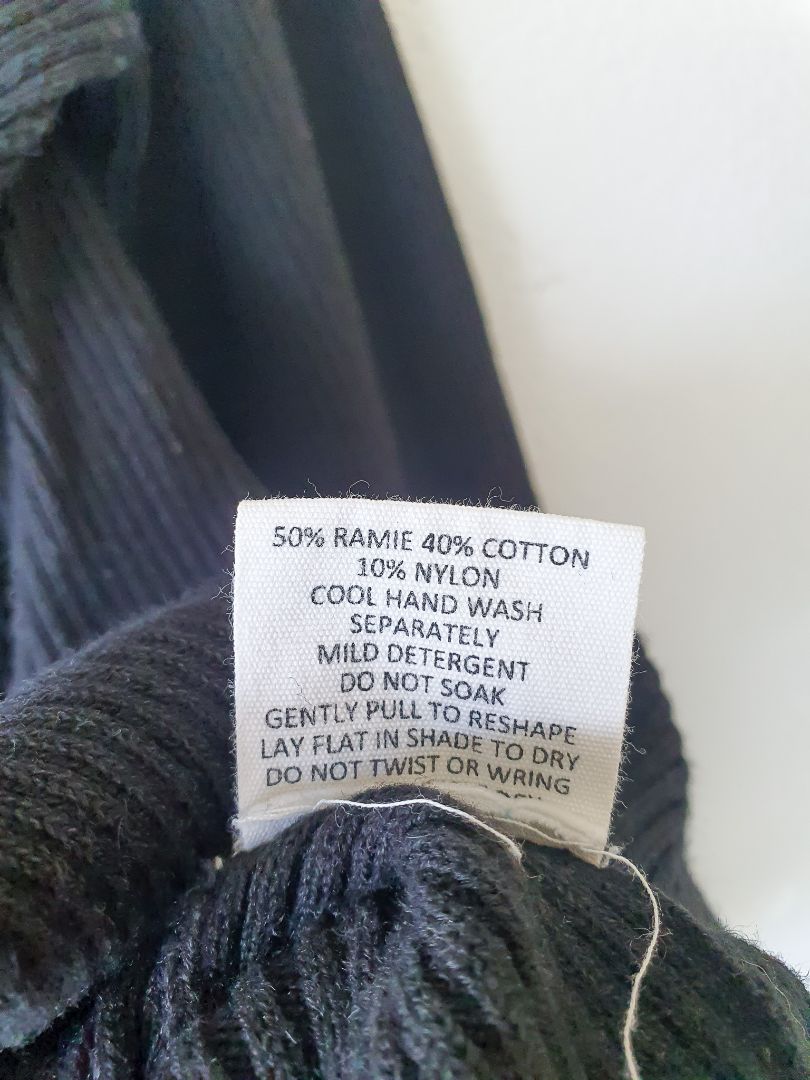 50% RAMIE 40% COTTON
10% NYLON
COOL HAND WASH
SEPARATELY
MILD DETERGENT
DO NOT SOAK
GENTLY PULL TO RESHAPE
LAY FLAT IN SHADE TO DRY
DO NOT TWIST OR WRING